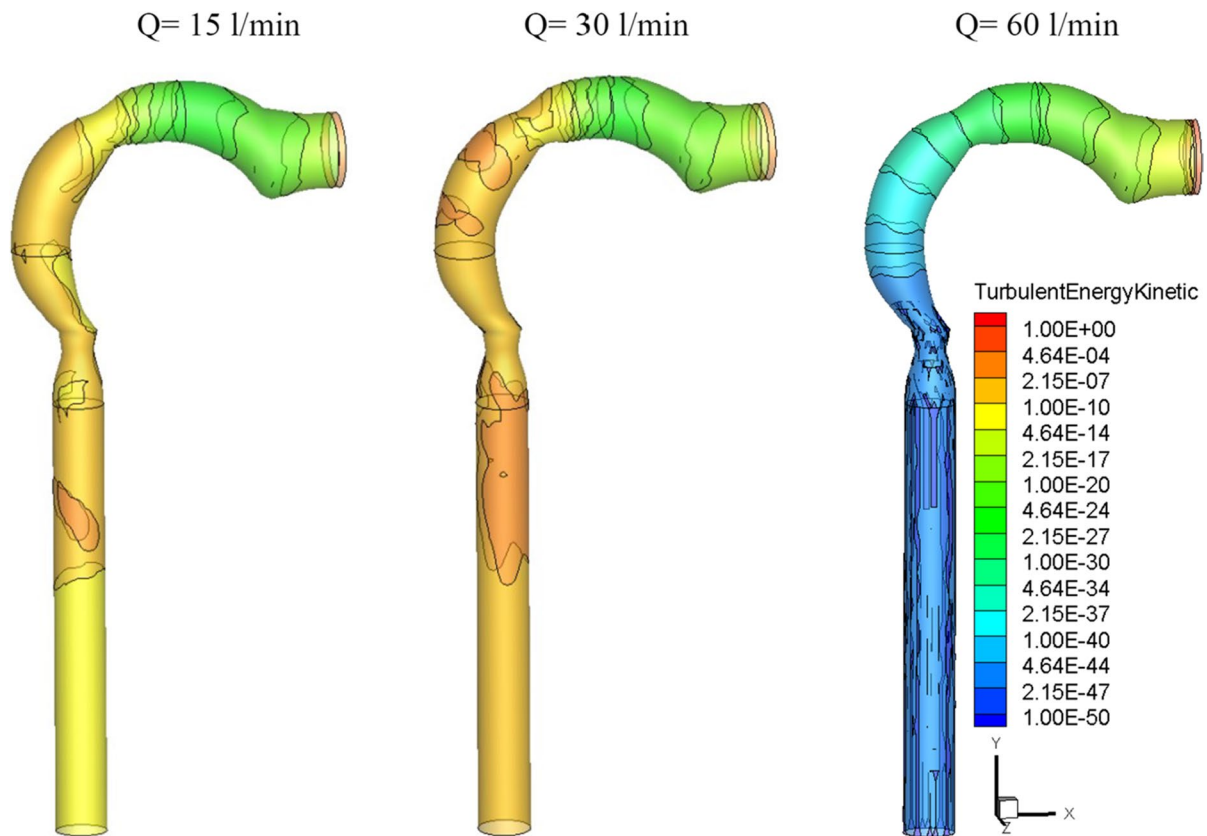 Q= 15 l/min
Q= 30 l/min
Q= 60 l/min
TurbulentEnergyKinetic
1.00E+00
4.64E-04
2.15E-07
1.00E-10
4.64E-14
2.15E-17
1.00E-20
4.64E-24
2.15E-27
1.00E-30
4.64E-34
2.15E-37
1.00E-40
4.64E-44
2.15E-47
1.00E-50
Y
X
Z